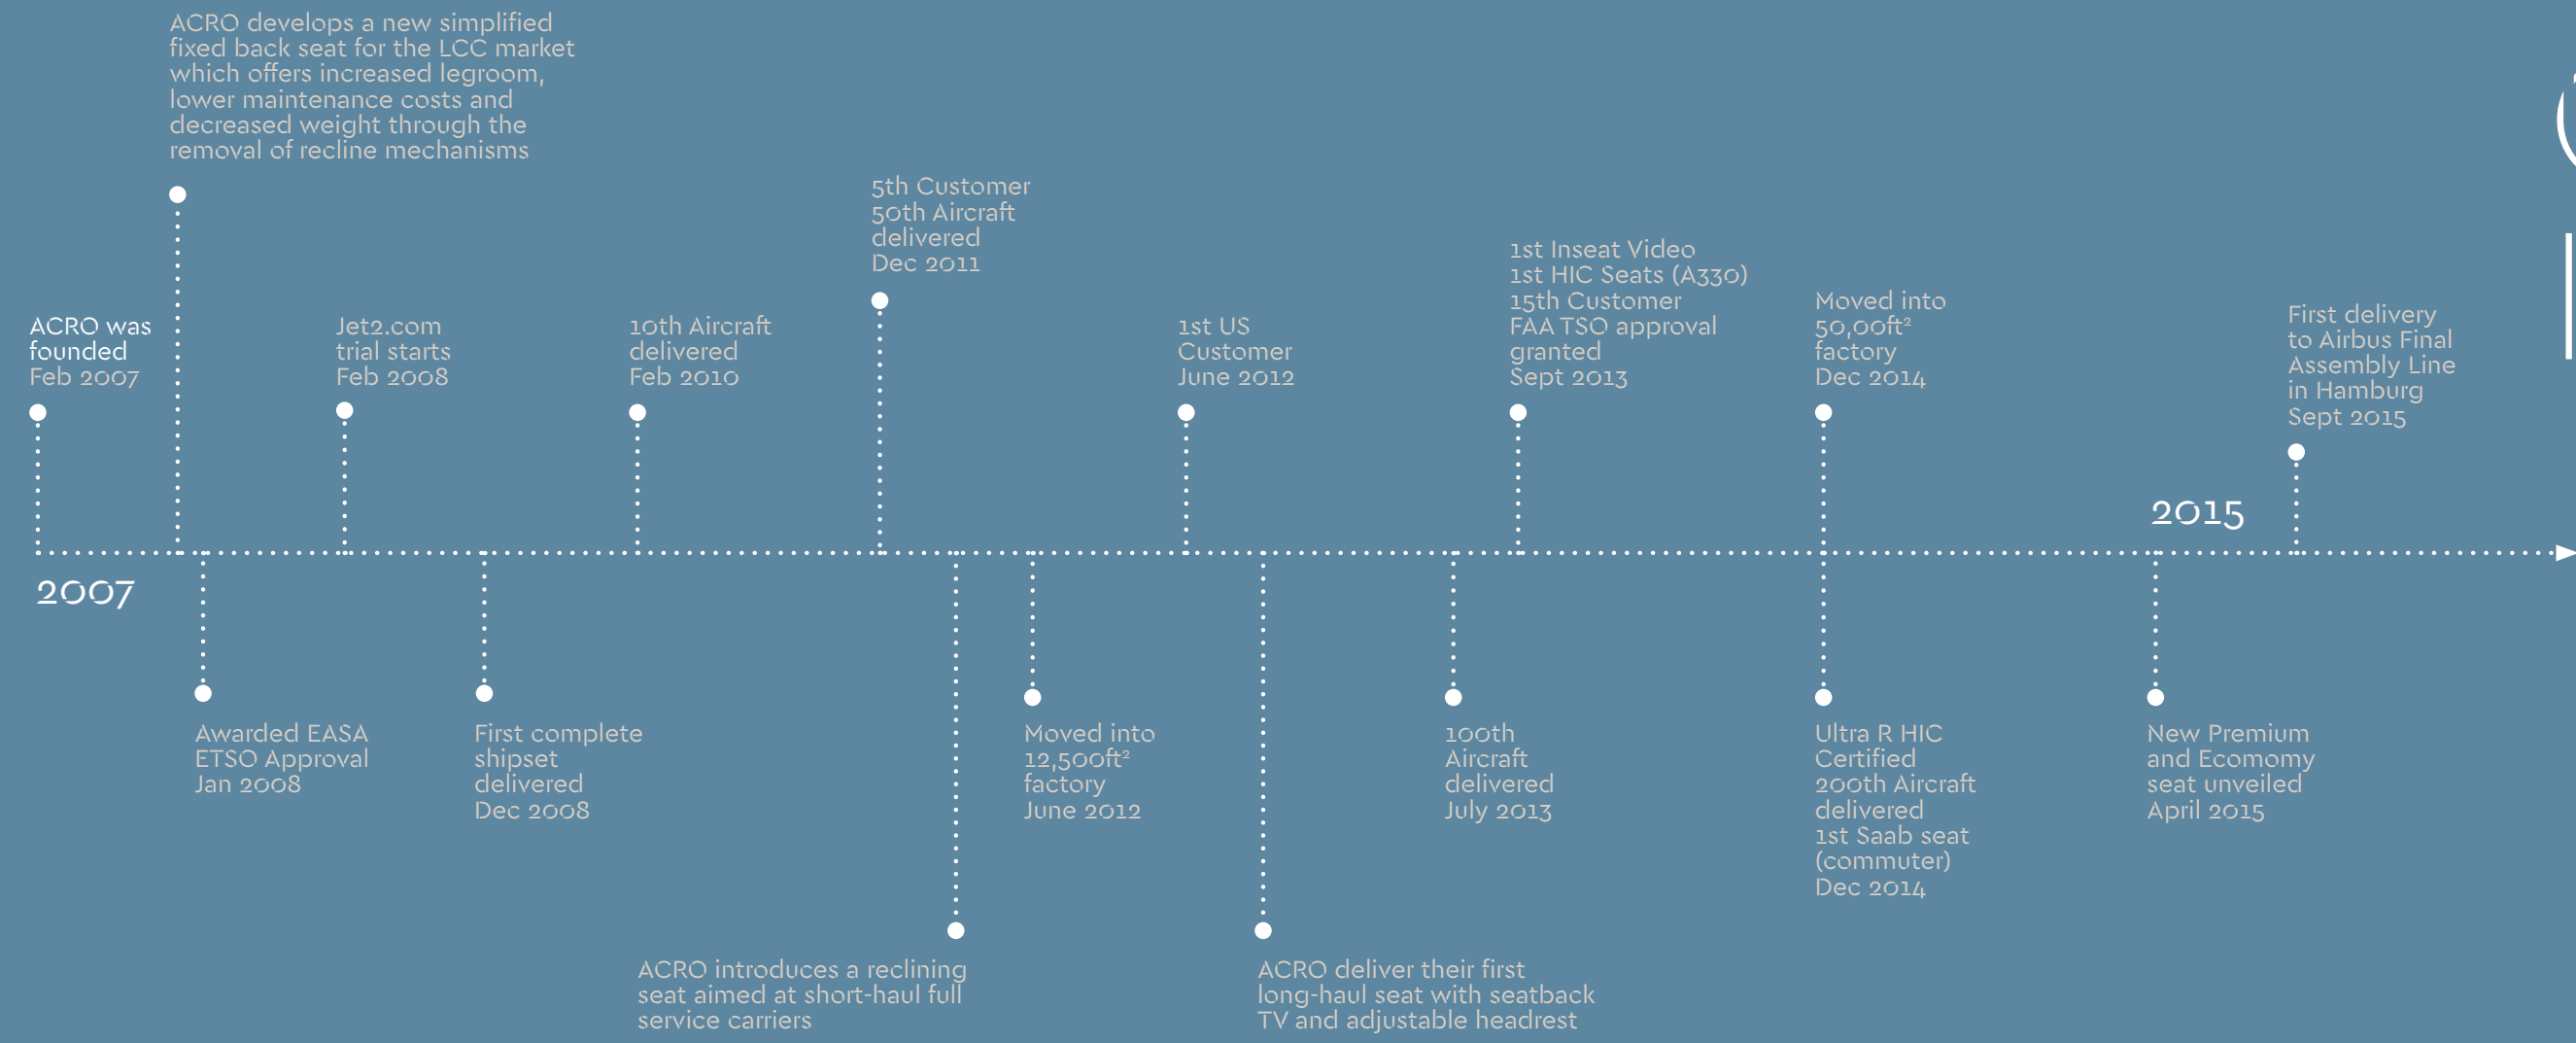 ACRO develops a new simplified
fixed back seat for the LCC market
which offers increased legroom,
lower maintenance costs and
decreased weight through the
removal of recline mechanisms
5th Customer
50th Aircraft
delivered
Dec 2011
1st Inseat Video
1st HIC Seats (A330)
15th Customer
FAA TSO approval
granted
Sept 2013
ACRO was
founded
Feb 2007
Jet2.com
trial starts
Feb 2008
10th Aircraft
delivered
Feb 2010
1st US
Customer
June 2012
Moved into
50,00ft²
factory
Dec 2014
First delivery
to Airbus Final
Assembly Line
in Hamburg
Sept 2015
2015
2007
Awarded EASA
ETSO Approval
Jan 2008
First complete
shipset
delivered
Dec 2008
Moved into
12,500ft²
factory
June 2012
100th
Aircraft
delivered
July 2013
Ultra R HIC
Certified
200th Aircraft
delivered
1st Saab seat
(commuter)
Dec 2014
New Premium
and Ecomomy
seat unveiled
April 2015
ACRO introduces a reclining
seat aimed at short-haul full
service carriers
ACRO deliver their first
long-haul seat with seatback
TV and adjustable headrest